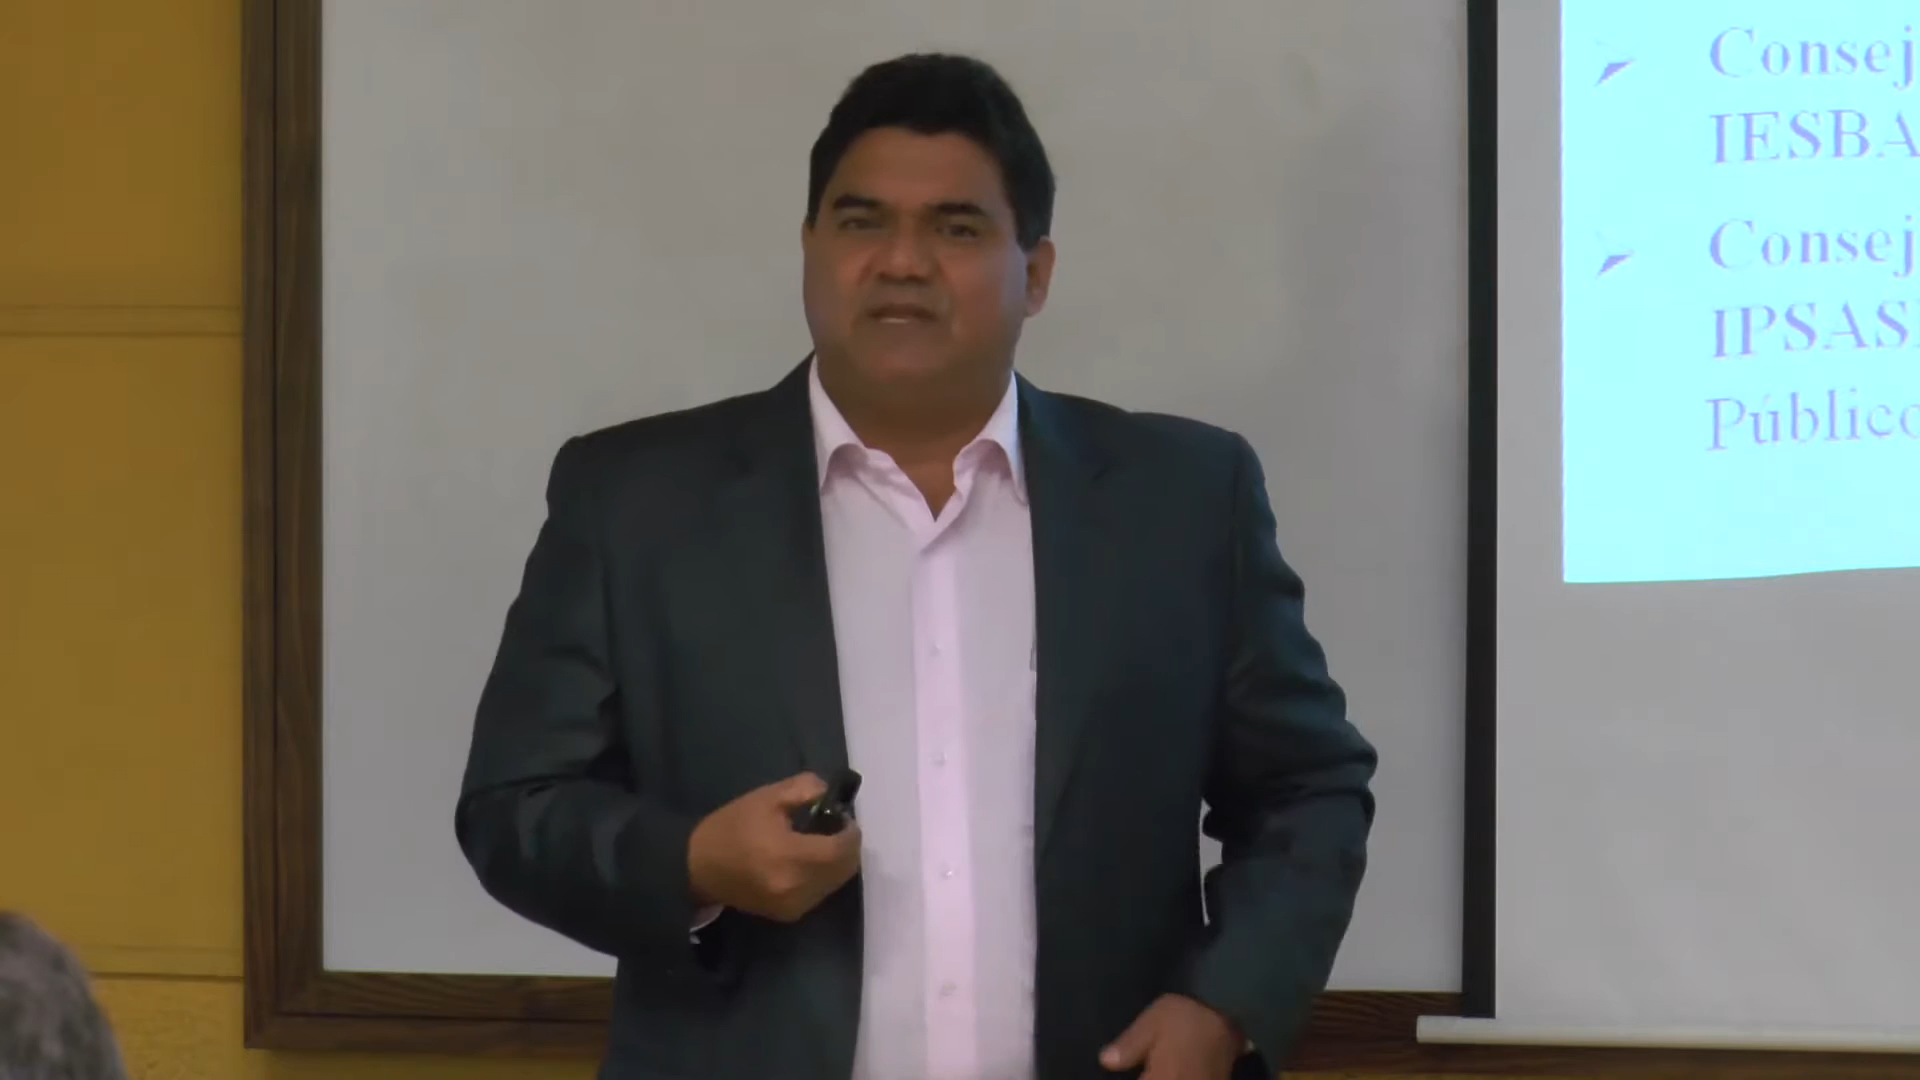 Consej
IESBA
Consej
IPSAS
Público